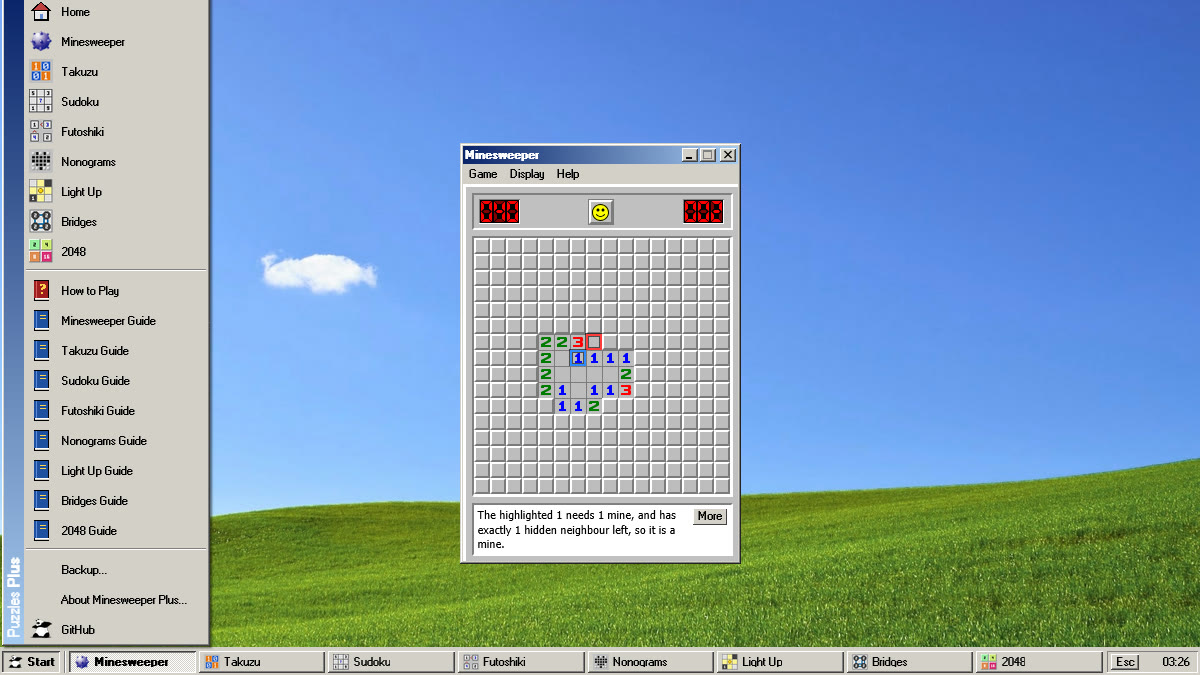 Home
Minesweeper
Takuzu
Sudoku
Futoshiki
Nonograms
Light Up
Bridges
2048
How to Play
Minesweeper Guide
Takuzu Guide
Sudoku Guide
Futoshiki Guide
Nonograms Guide
Light Up Guide
Bridges Guide
2048 Guide
Backup...
About Minesweeper Plus...
GitHub
Puzzles Plus
Minesweeper
Game Display Help
2 2 3
2 1 1 1 1
2 2
2 1 1 1 3
1 1 2
The highlighted 1 needs 1 mine, and has
exactly 1 hidden neighbour left, so it is a
mine.
More
Start Minesweeper Takuzu Sudoku Futoshiki Nonograms Light Up Bridges 2048 Esc 03:26